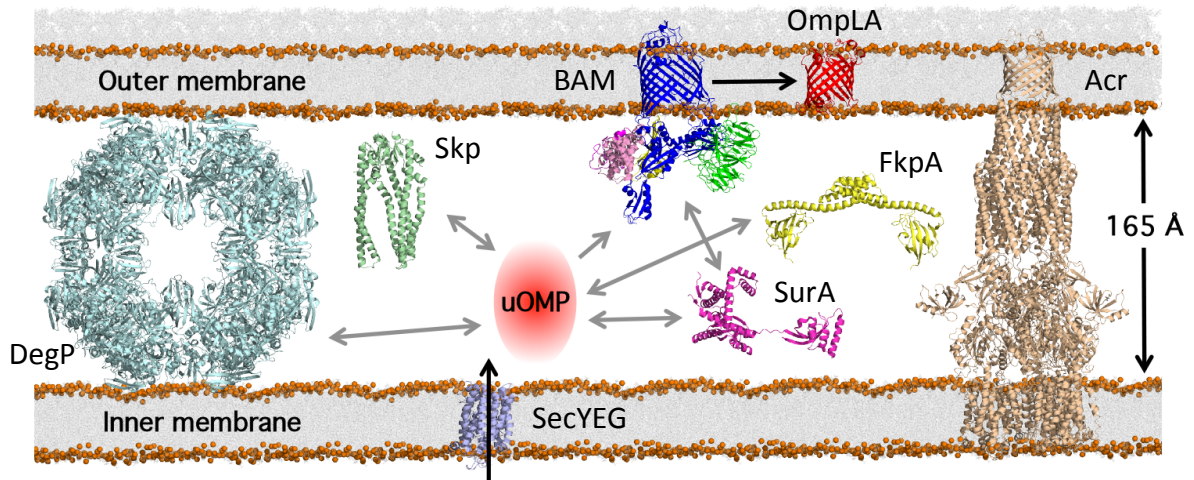 OmpLA
Outer membrane
BAM
Acr
Skp
FkpA
165 Å
uOMP
SurA
DegP
Inner membrane
SecYEG